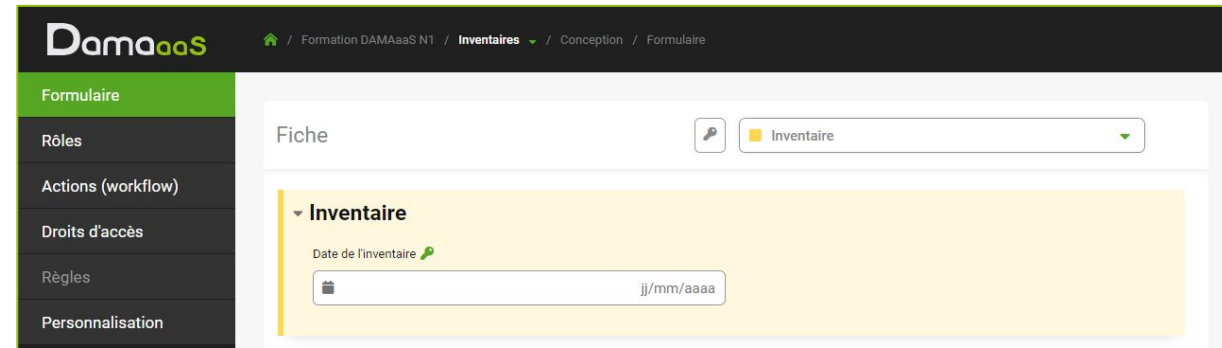 DamaaaS
/ Formation DAMAaaS N1 / Inventaires / Conception / Formulaire
Formulaire
Rôles
Actions (workflow)
Droits d'accès
Règles
Personnalisation
Fiche
Inventaire
Inventaire
Date de l'inventaire
jj/mm/aaaa